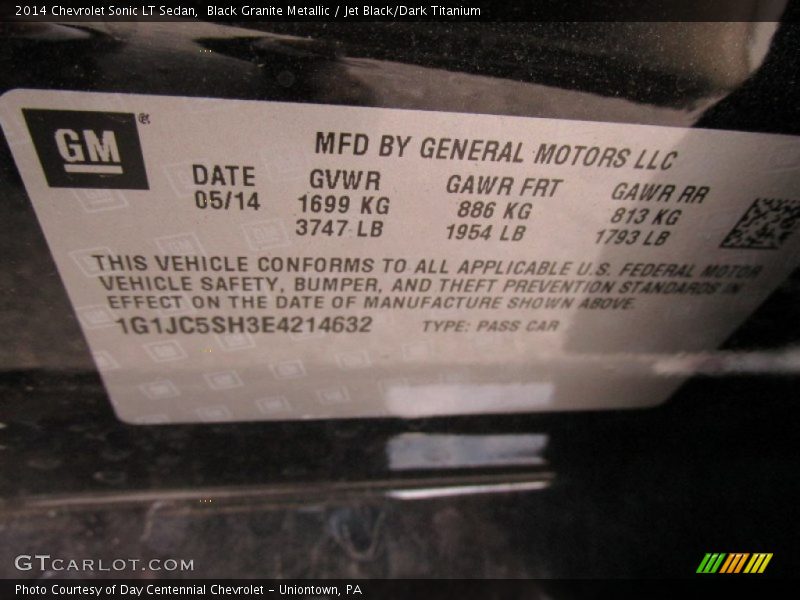 2014 Chevrolet Sonic LT Sedan, Black Granite Metallic / Jet Black/Dark Titanium
GM®
MFD BY GENERAL MOTORS LLC
DATE GVWR GAWR FRT GAWR RR
05/14 1699 KG 886 KG 813 KG
3747 LB 1954 LB 1793 LB
THIS VEHICLE CONFORMS TO ALL APPLICABLE U.S. FEDERAL MOTOR
VEHICLE SAFETY, BUMPER, AND THEFT PREVENTION STANDARDS IN
EFFECT ON THE DATE OF MANUFACTURE SHOWN ABOVE.
1G1JC5SH3E4214632 TYPE: PASS CAR
GTCARLOT.COM
Photo Courtesy of Day Centennial Chevrolet - Uniontown, PA